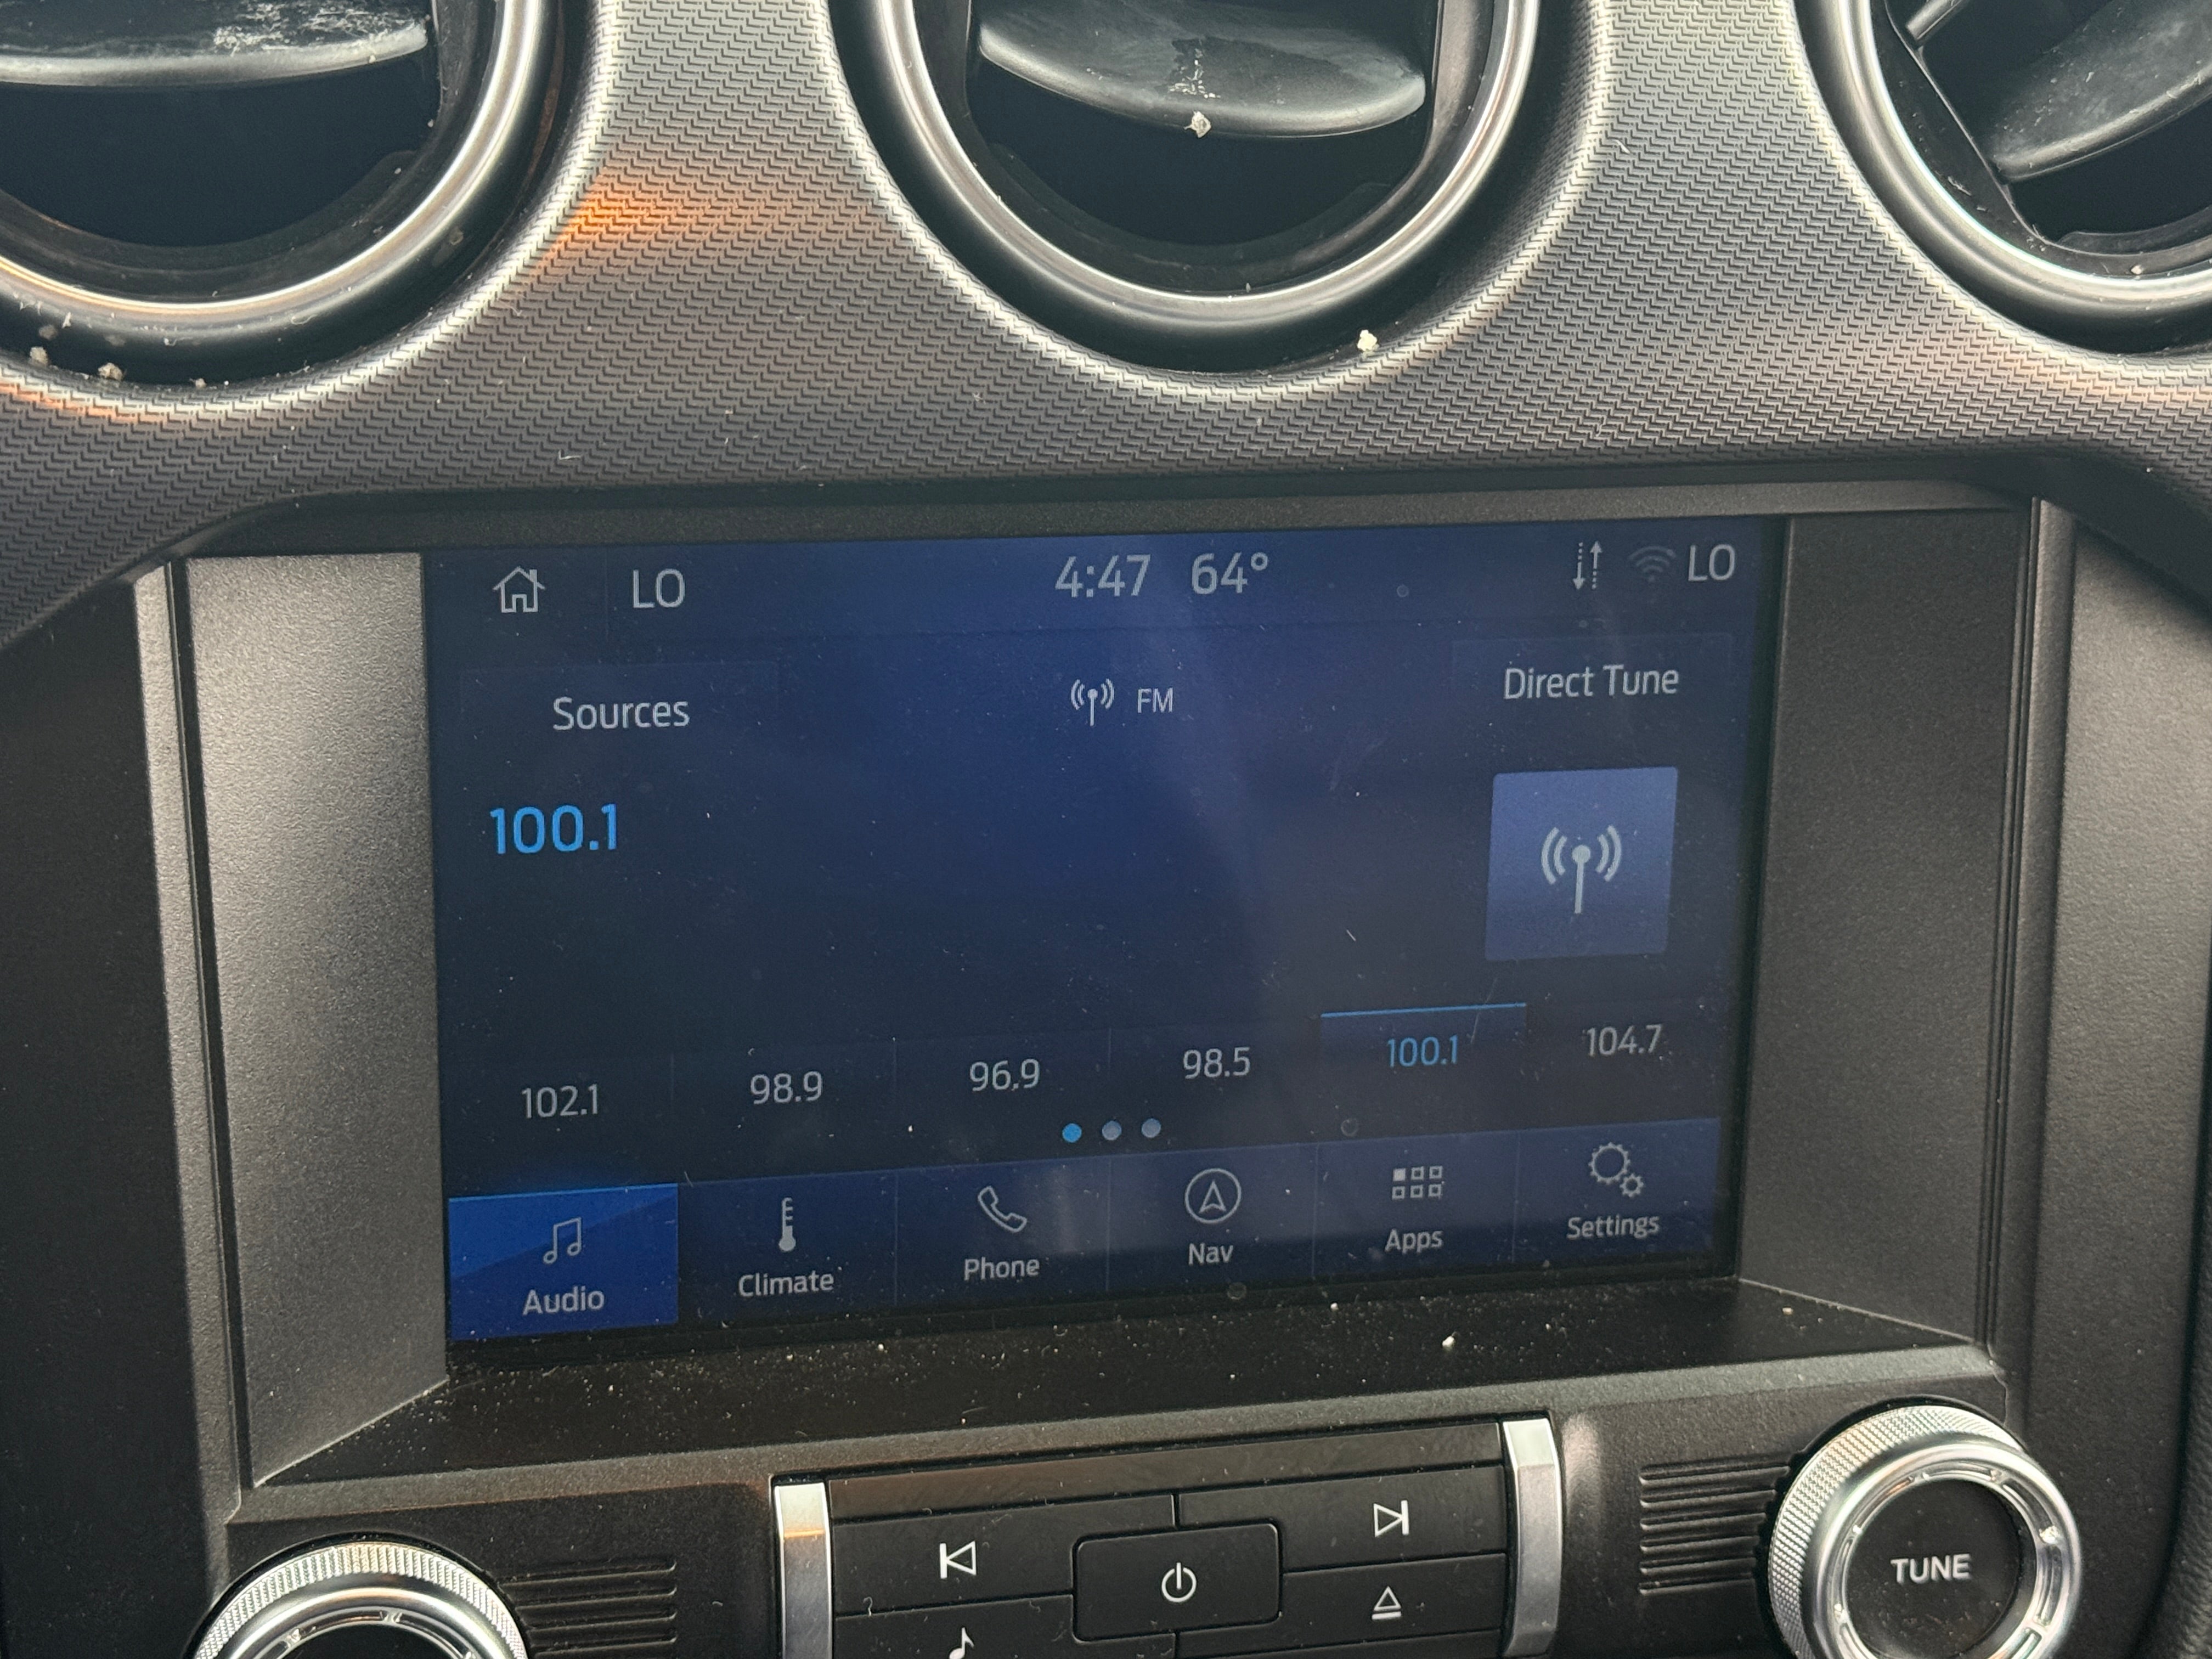 LO 4:47 64° LO
Sources FM Direct Tune
100.1
102.1 98.9 96.9 98.5 100.1 104.7
Audio Climate Phone Nav Apps Settings
TUNE